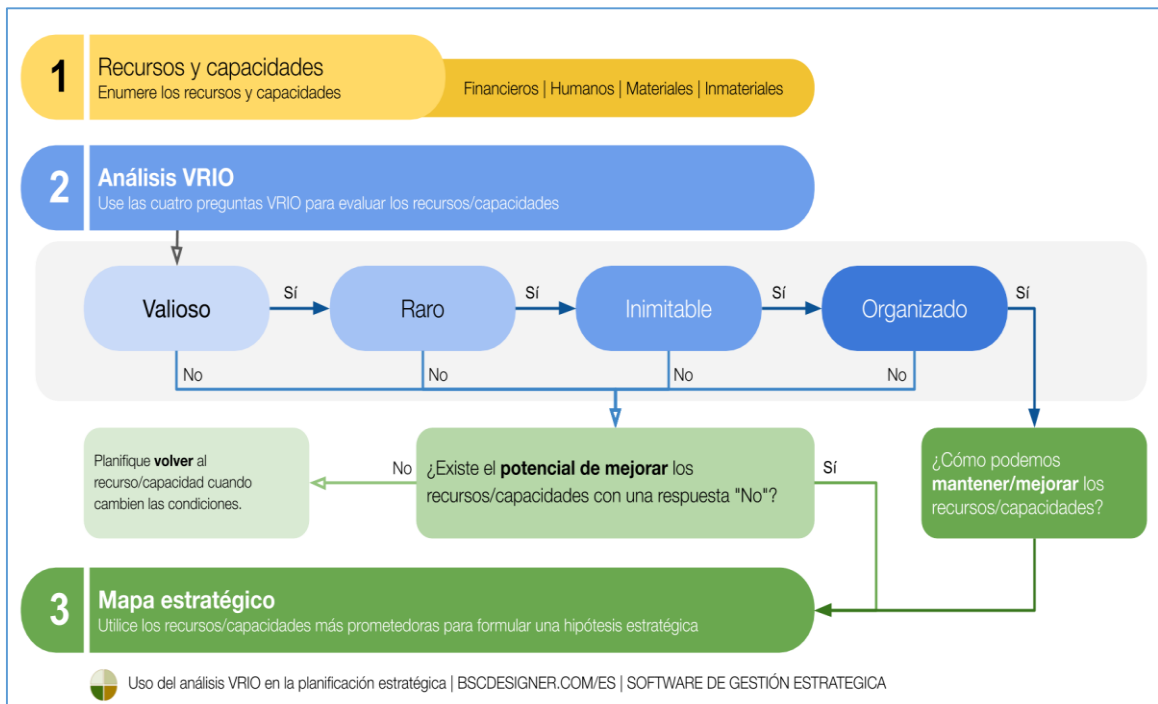 1
Recursos y capacidades
Enumere los recursos y capacidades
Financieros | Humanos | Materiales | Inmateriales
2
Análisis VRIO
Use las cuatro preguntas VRIO para evaluar los recursos/capacidades
Valioso
Sí
Raro
Sí
Inimitable
Sí
Organizado
Sí
No
No
No
No
Planifique volver al
recurso/capacidad cuando
cambien las condiciones.
No
¿Existe el potencial de mejorar los
recursos/capacidades con una respuesta "No"?
Sí
¿Cómo podemos
mantener/mejorar los
recursos/capacidades?
3
Mapa estratégico
Utilice los recursos/capacidades más prometedoras para formular una hipótesis estratégica
Uso del análisis VRIO en la planificación estratégica | BSCDESIGNER.COM/ES | SOFTWARE DE GESTIÓN ESTRATEGICA